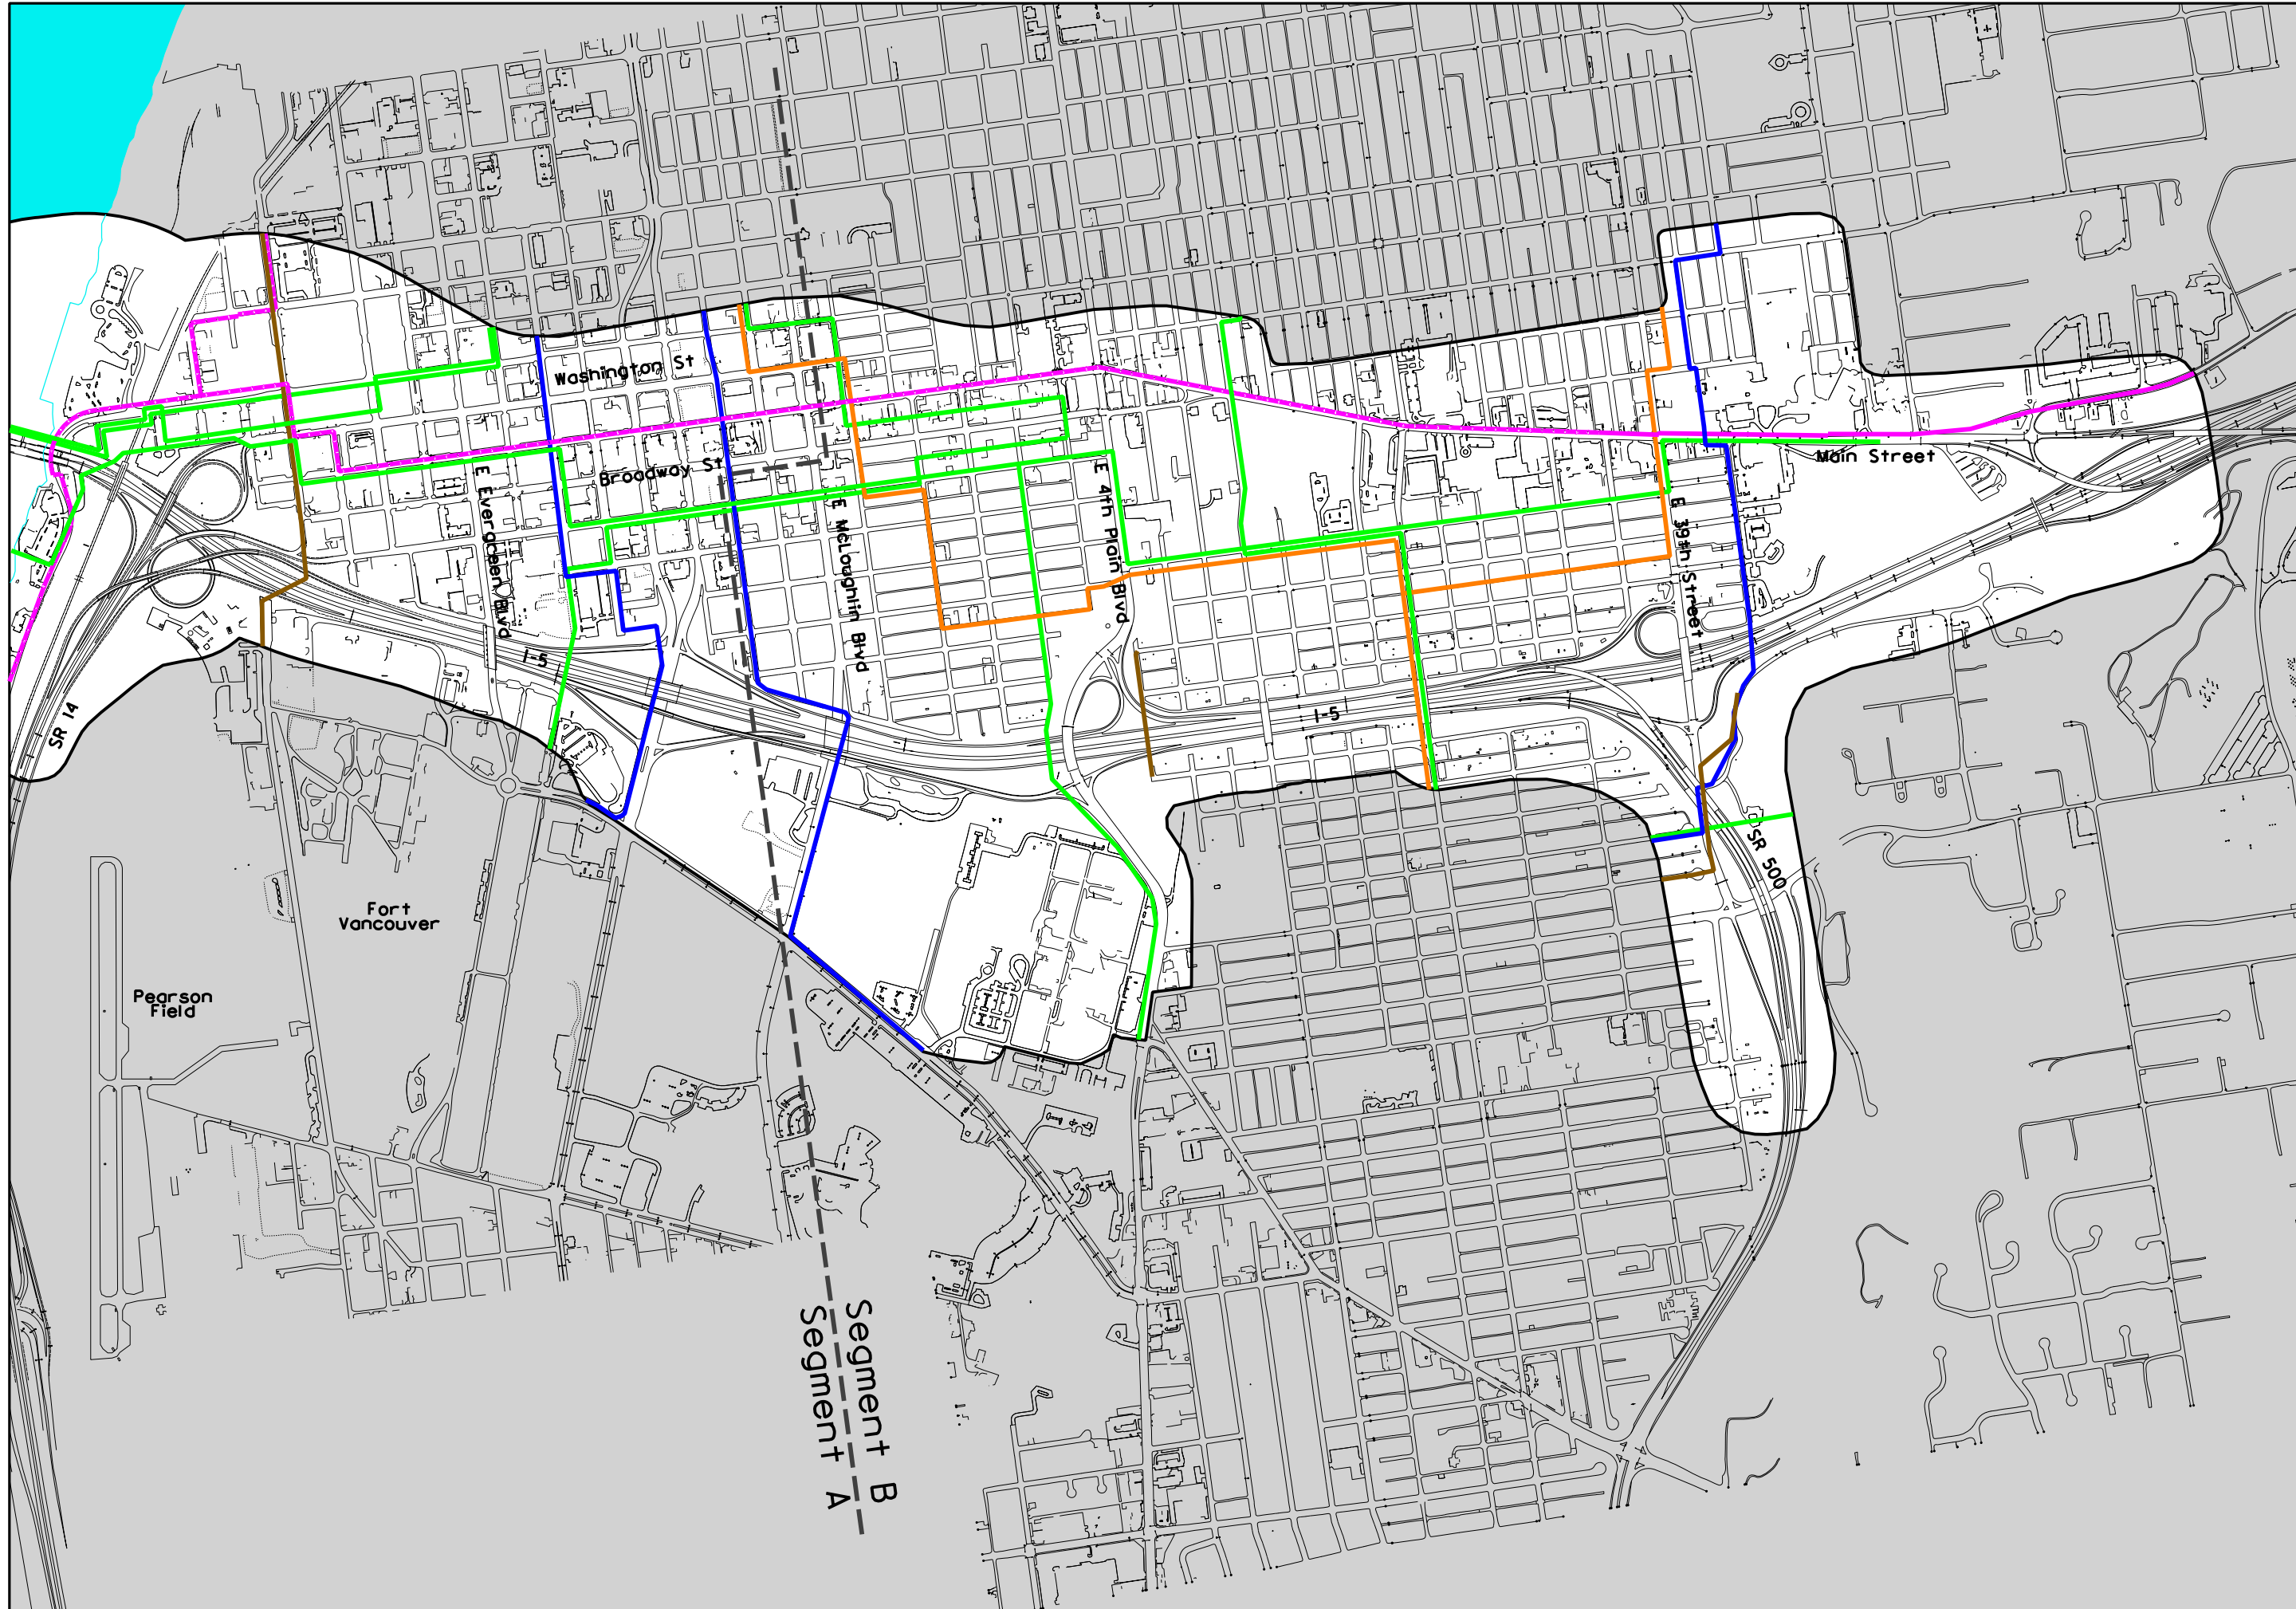 Washington St
Broadway St
E Evergreen Blvd
E McLoughlin Blvd
E 4th Plain Blvd
E 39th Street
Main Street
I-5
I-5
SR 14
SR 500
Fort
Vancouver
Pearson
Field
Segment B
Segment A